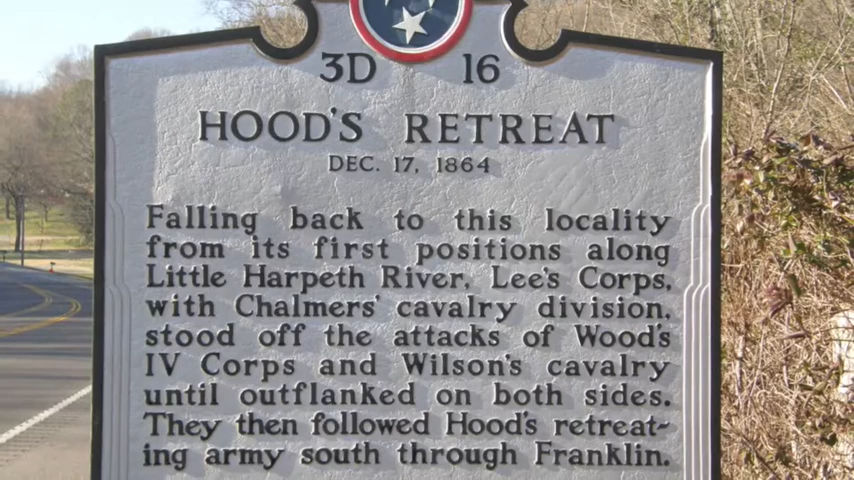 3D 16
HOOD'S RETREAT
DEC. 17, 1864
Falling back to this locality
from its first positions along
Little Harpeth River, Lee's Corps,
with Chalmers' cavalry division,
stood off the attacks of Wood's
IV Corps and Wilson's cavalry
until outflanked on both sides.
They then followed Hood's retreat-
ing army south through Franklin.